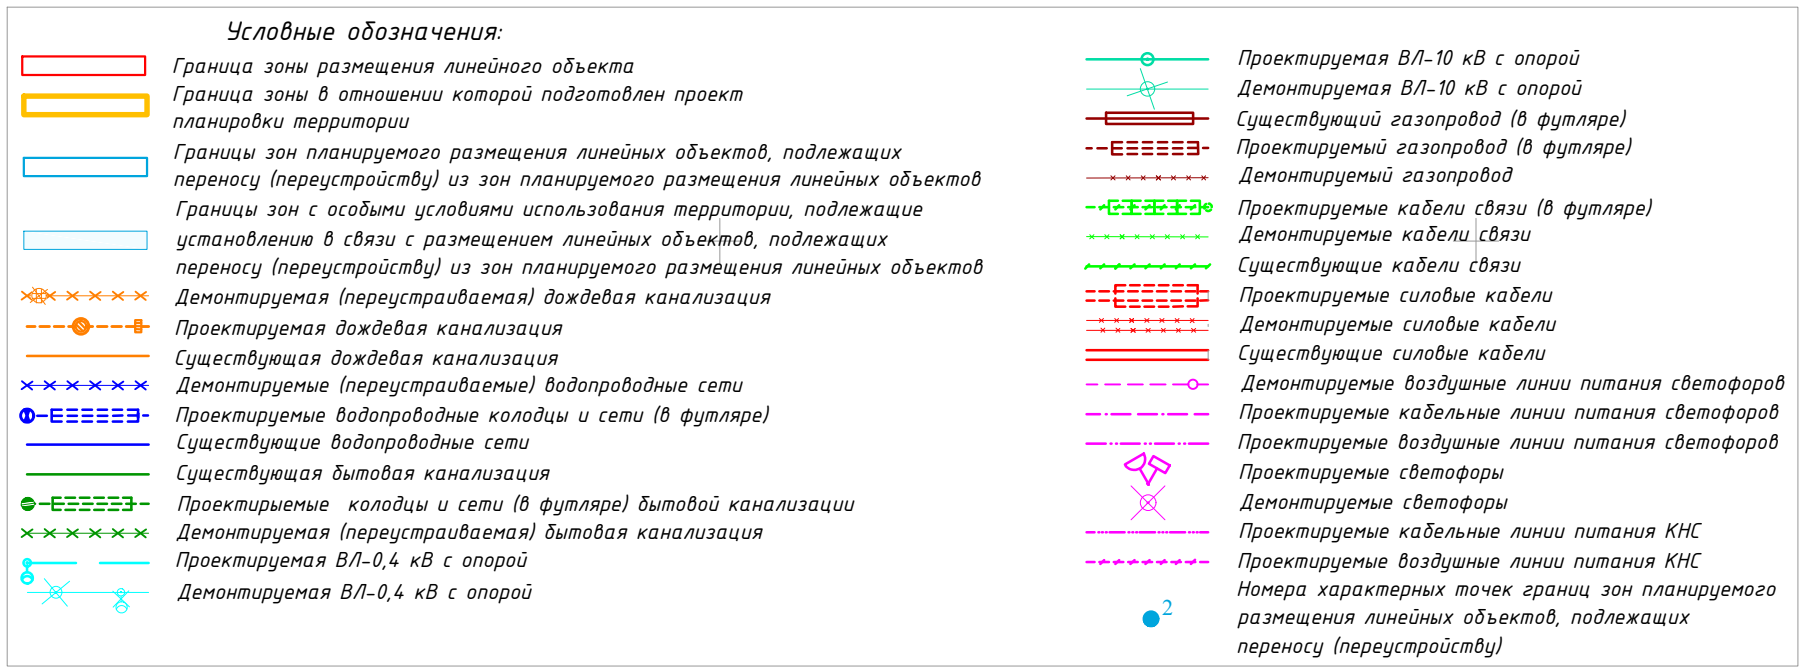 Условные обозначения:
Граница зоны размещения линейного объекта
Граница зоны в отношении которой подготовлен проект
планировки территории
Границы зон планируемого размещения линейных объектов, подлежащих
переносу (переустройству) из зон планируемого размещения линейных объектов
Границы зон с особыми условиями использования территории, подлежащие
установлению в связи с размещением линейных объектов, подлежащих
переносу (переустройству) из зон планируемого размещения линейных объектов
Демонтируемая (переустраиваемая) дождевая канализация
Проектируемая дождевая канализация
Существующая дождевая канализация
Демонтируемые (переустраиваемые) водопроводные сети
Проектируемые водопроводные колодцы и сети (в футляре)
Существующие водопроводные сети
Существующая бытовая канализация
Проектирыемые колодцы и сети (в футляре) бытовой канализации
Демонтируемая (переустраиваемая) бытовая канализация
Проектируемая ВЛ-0,4 кВ с опорой
Демонтируемая ВЛ-0,4 кВ с опорой
Проектируемая ВЛ-10 кВ с опорой
Демонтируемая ВЛ-10 кВ с опорой
Существующий газопровод (в футляре)
Проектируемый газопровод (в футляре)
Демонтируемый газопровод
Проектируемые кабели связи (в футляре)
Демонтируемые кабели связи
Существующие кабели связи
Проектируемые силовые кабели
Демонтируемые силовые кабели
Существующие силовые кабели
Демонтируемые воздушные линии питания светофоров
Проектируемые кабельные линии питания светофоров
Проектируемые воздушные линии питания светофоров
Проектируемые светофоры
Демонтируемые светофоры
Проектируемые кабельные линии питания КНС
Проектируемые воздушные линии питания КНС
2
Номера характерных точек границ зон планируемого
размещения линейных объектов, подлежащих
переносу (переустройству)